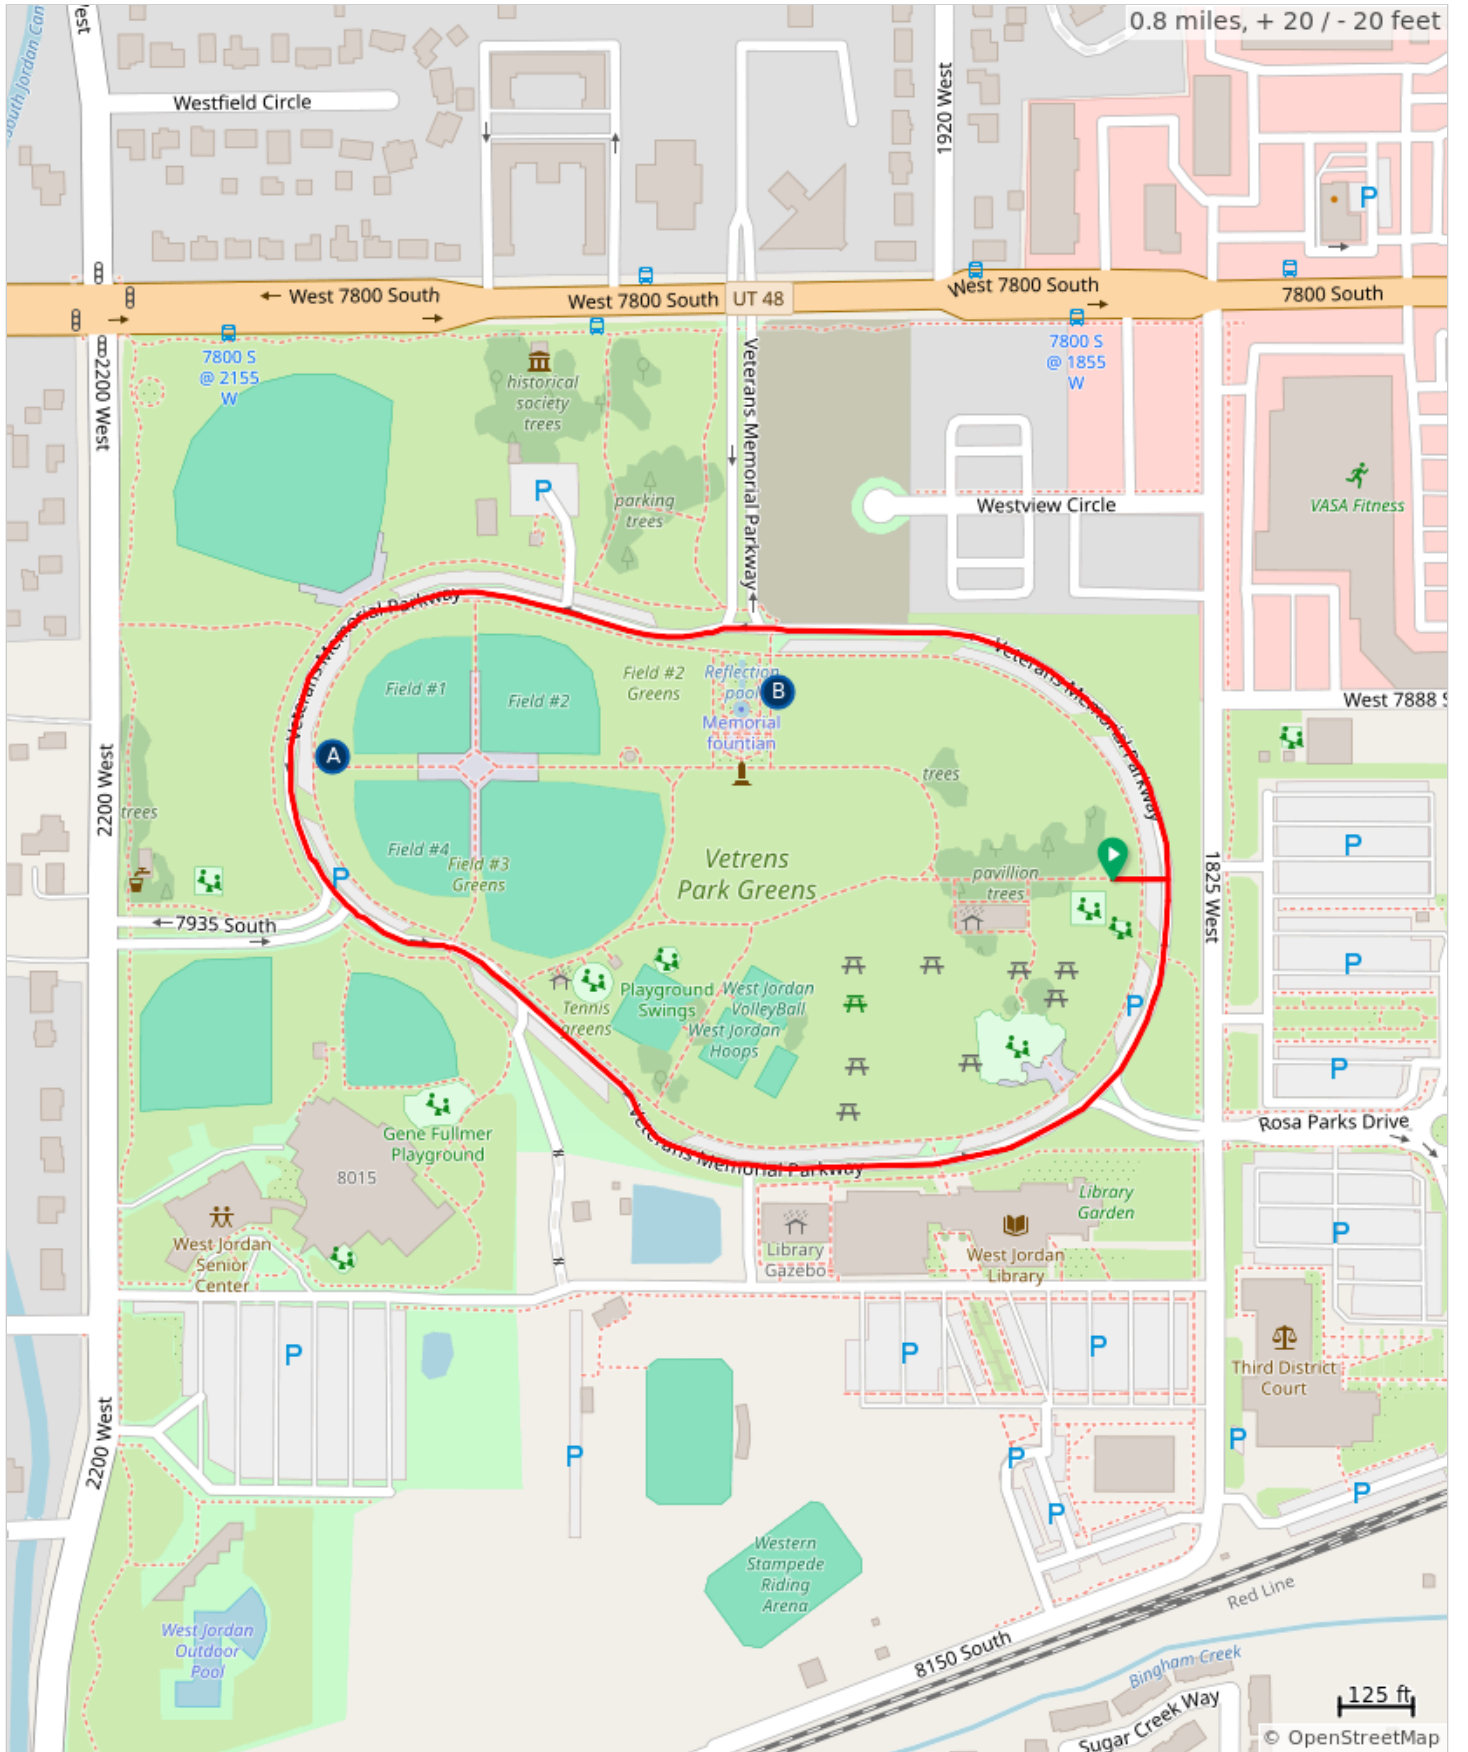 0.8 miles, + 20 / - 20 feet
West
South Jordan Can
Westfield Circle
1920 West
P
West 7800 South
West 7800 South
UT 48
West 7800 South
7800 South
2200 West
7800 S
@ 2155
W
historical
society
trees
Veterans Memorial Parkway
7800 S
@ 1855
W
P
parking
trees
Westview Circle
VASA Fitness
Veterans Memorial Parkway
Veterans Memorial Parkway
Field #1
Field #2
Field #2
Greens
Reflection
pool
B
Memorial
fountian
West 7888 S
A
2200 West
trees
trees
P
P
Field #4
Field #3
Greens
Vetrens
Park Greens
pavillion
trees
1825 West
7935 South
P
Playground
Swings
Tennis
greens
West Jordan
VolleyBall
West Jordan
Hoops
P
P
Gene Fullmer
Playground
8015
Veterans Memorial Parkway
Rosa Parks Drive
Library
Garden
West Jordan
Senior
Center
Library
Gazebo
West Jordan
Library
P
P
P
P
Third District
Court
2200 West
P
P
P
P
P
Western
Stampede
Riding
Arena
West Jordan
Outdoor
Pool
Red Line
8150 South
Bingham Creek
Sugar Creek Way
125 ft
© OpenStreetMap